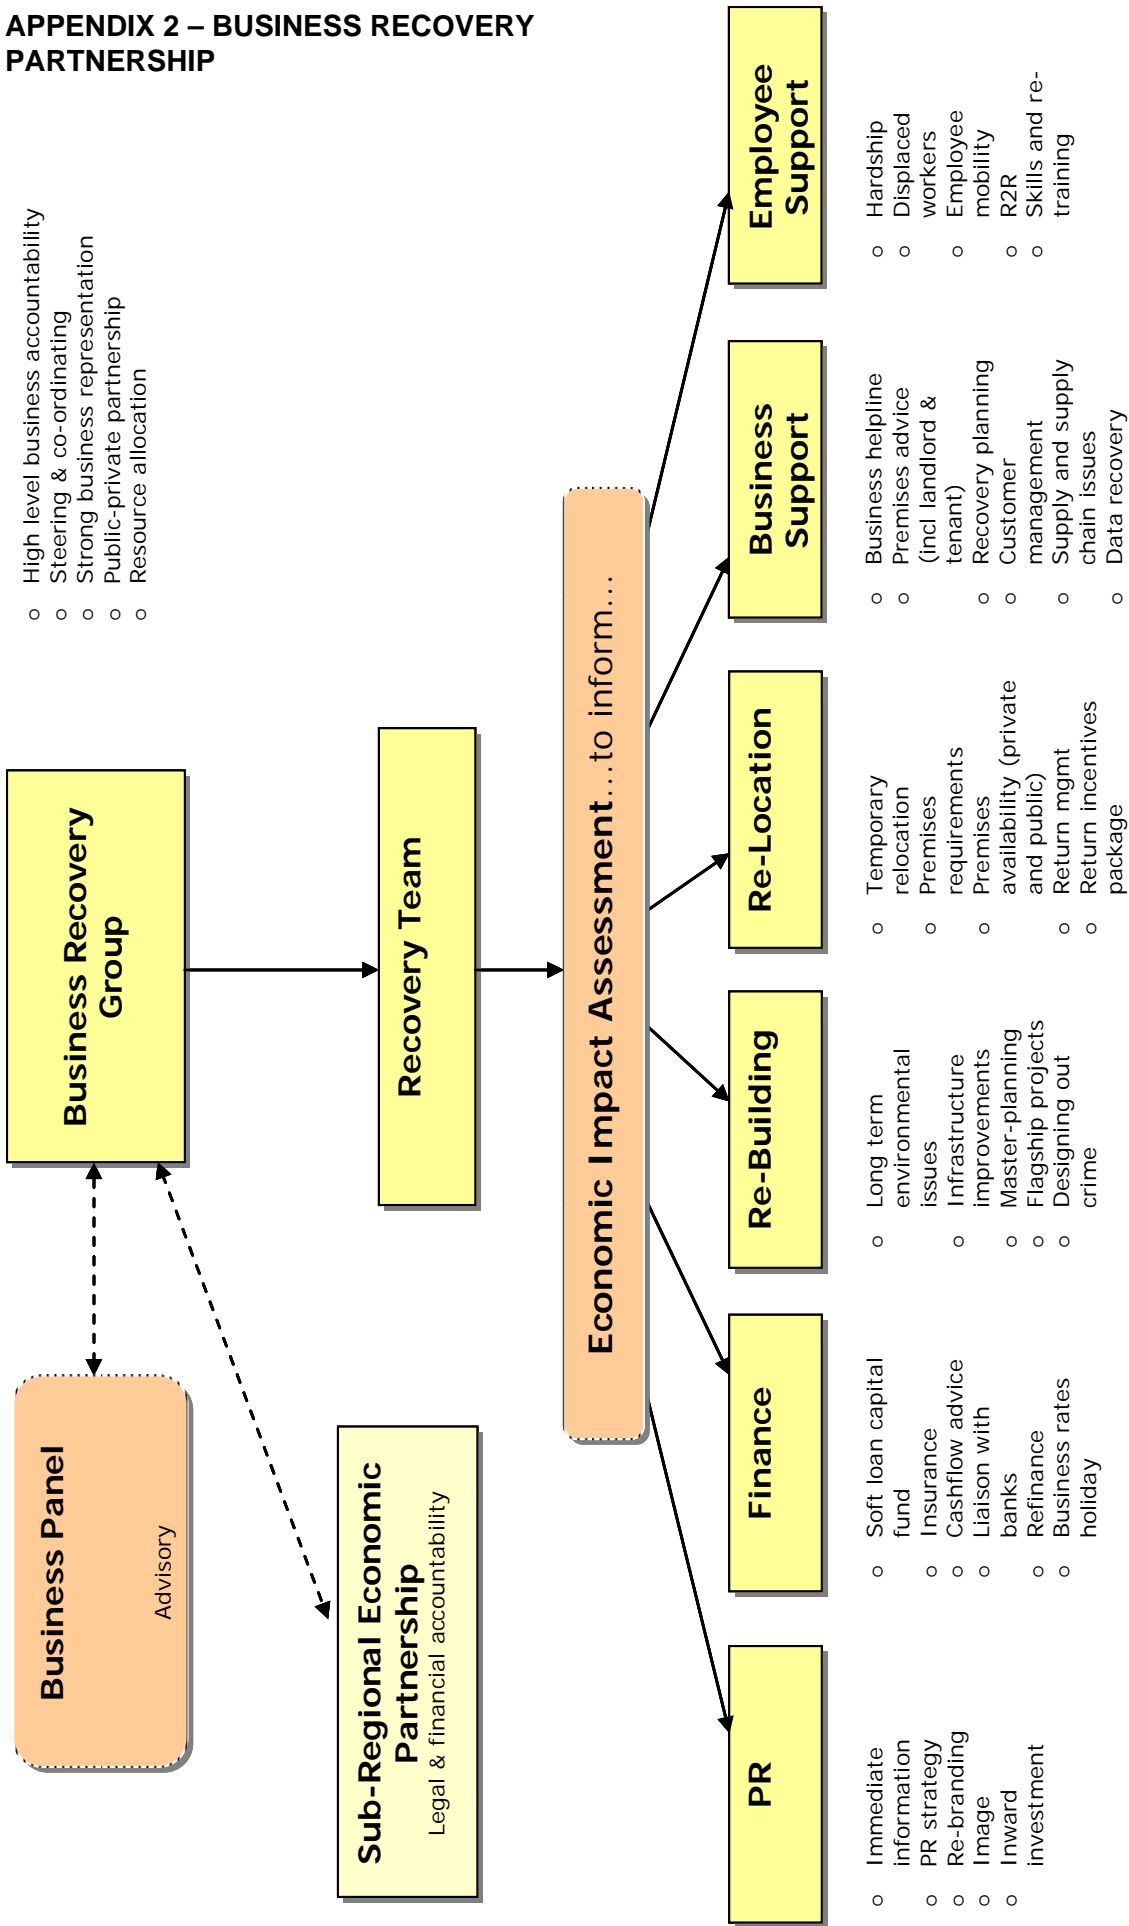 APPENDIX 2 – BUSINESS RECOVERY
PARTNERSHIP
Business Panel
Advisory
Business Recovery
Group
o High level business accountability
o Steering & co-ordinating
o Strong business representation
o Public-private partnership
o Resource allocation
Sub-Regional Economic
Partnership
Legal & financial accountability
Recovery Team
Economic Impact Assessment...to inform...
PR
o Immediate
information
o PR strategy
o Re-branding
o Image
o Inward
investment
Finance
o Soft loan capital
fund
o Insurance
o Cashflow advice
o Liaison with
banks
o Refinance
o Business rates
holiday
Re-Building
o Long term
environmental
issues
o Infrastructure
improvements
o Master-planning
o Flagship projects
o Designing out
crime
Re-Location
o Temporary
relocation
o Premises
requirements
o Premises
availability (private
and public)
o Return mgmt
o Return incentives
package
Business
Support
o Business helpline
o Premises advice
(incl landlord &
tenant)
o Recovery planning
o Customer
management
o Supply and supply
chain issues
o Data recovery
Employee
Support
o Hardship
o Displaced
workers
o Employee
mobility
o R2R
o Skills and re-
training